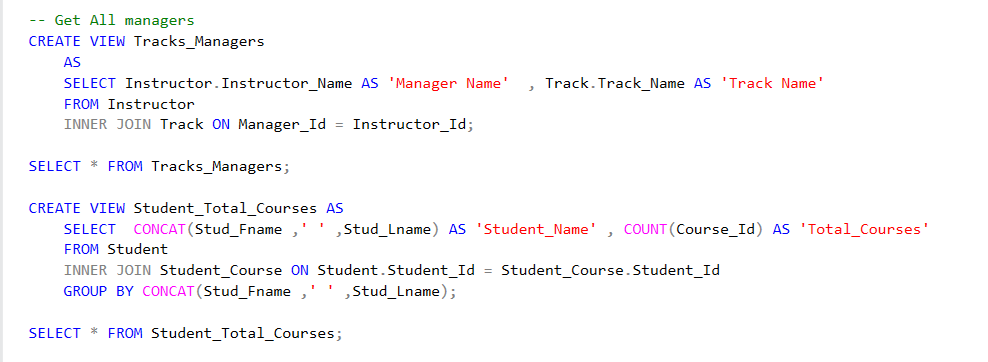 -- Get All managers
CREATE VIEW Tracks_Managers
AS
SELECT Instructor.Instructor_Name AS 'Manager Name'  , Track.Track_Name AS 'Track Name'
FROM Instructor
INNER JOIN Track ON Manager_Id = Instructor_Id;
SELECT * FROM Tracks_Managers;
CREATE VIEW Student_Total_Courses AS
SELECT  CONCAT(Stud_Fname ,' ' ,Stud_Lname) AS 'Student_Name' , COUNT(Course_Id) AS 'Total_Courses'
FROM Student
INNER JOIN Student_Course ON Student.Student_Id = Student_Course.Student_Id
GROUP BY CONCAT(Stud_Fname ,' ' ,Stud_Lname);
SELECT * FROM Student_Total_Courses;